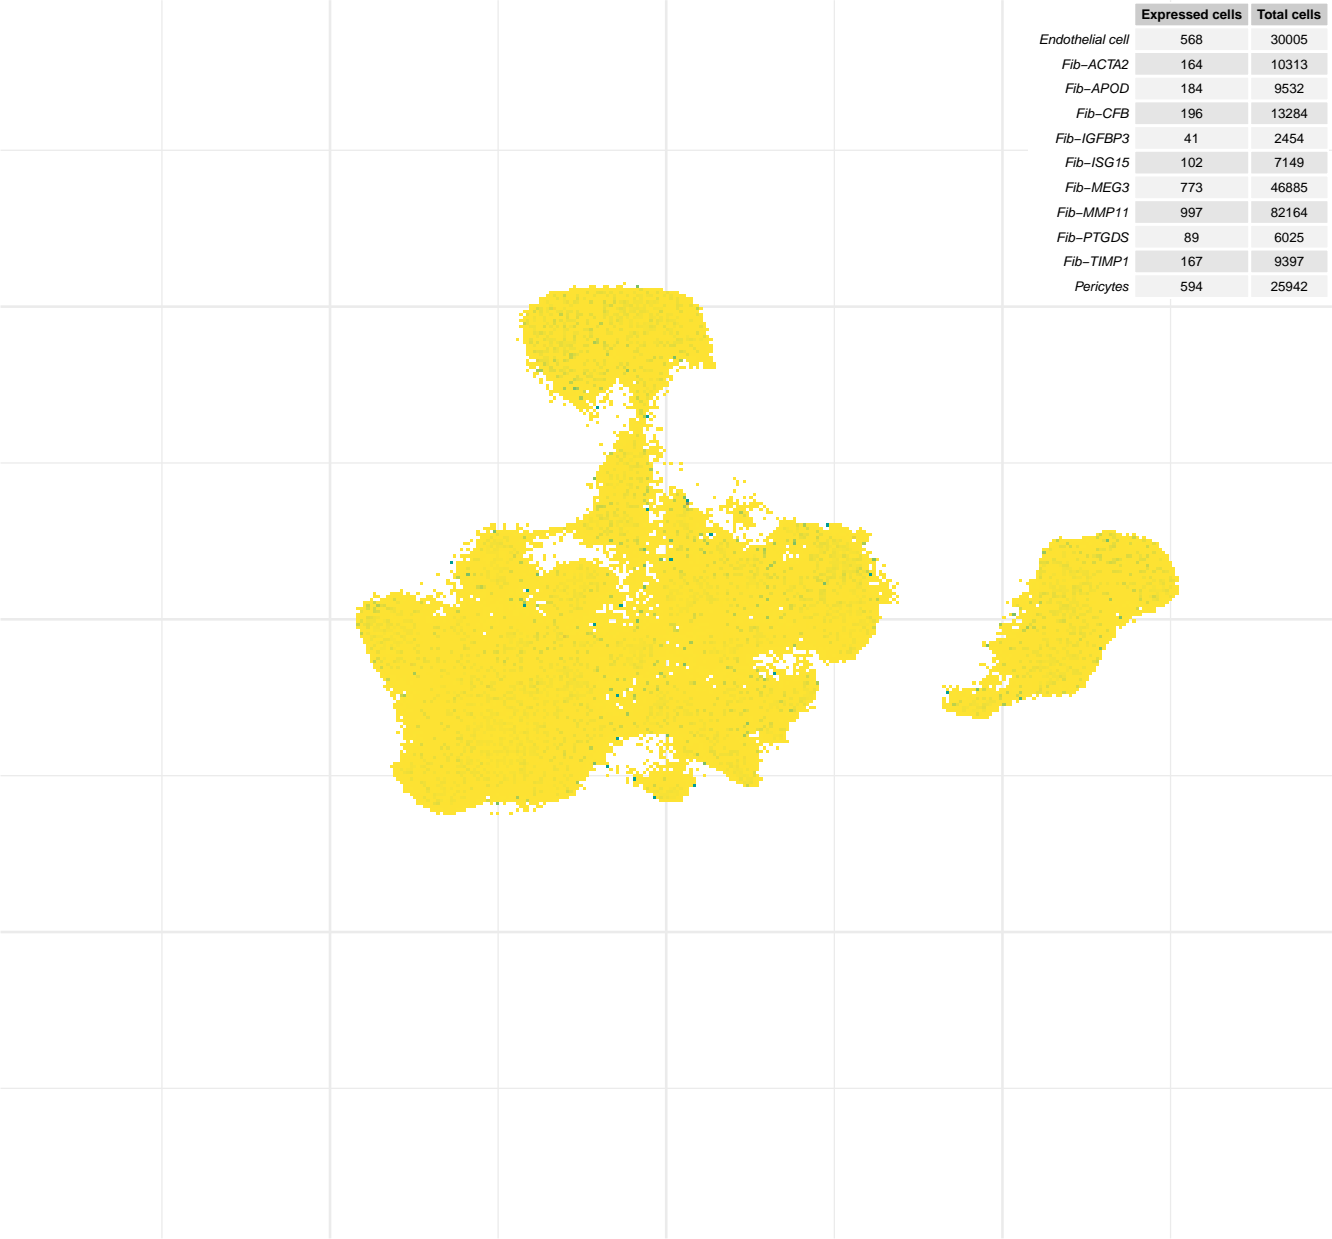 Expressed cells Total cells
Endothelial cell 568 30005
Fib−ACTA2 164 10313
Fib−APOD 184 9532
Fib−CFB 196 13284
Fib−IGFBP3 41 2454
Fib−ISG15 102 7149
Fib−MEG3 773 46885
Fib−MMP11 997 82164
Fib−PTGDS 89 6025
Fib−TIMP1 167 9397
Pericytes 594 25942